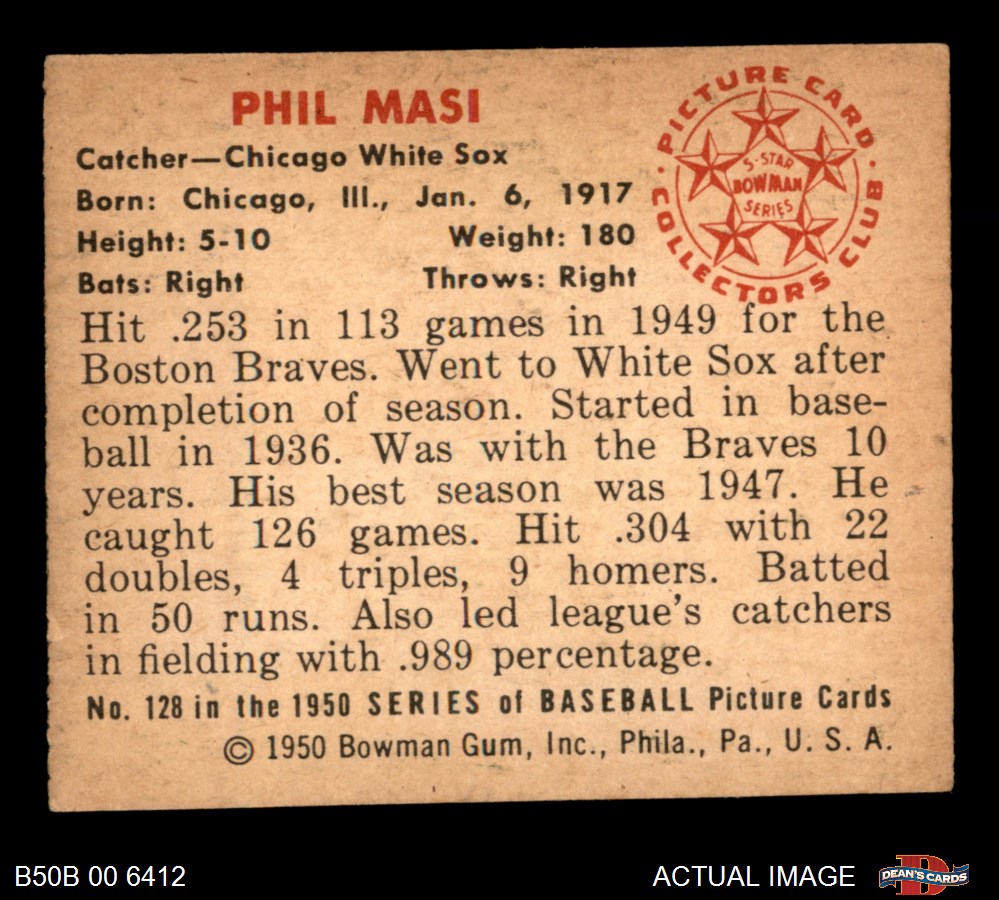 PHIL MASI
Catcher—Chicago White Sox
Born: Chicago, Ill., Jan. 6, 1917
Height: 5-10 Weight: 180
Bats: Right Throws: Right
PICTURE CARD
COLLECTORS CLUB
5-STAR
BOWMAN
SERIES
Hit .253 in 113 games in 1949 for the
Boston Braves. Went to White Sox after
completion of season. Started in base-
ball in 1936. Was with the Braves 10
years. His best season was 1947. He
caught 126 games. Hit .304 with 22
doubles, 4 triples, 9 homers. Batted
in 50 runs. Also led league's catchers
in fielding with .989 percentage.
No. 128 in the 1950 SERIES of BASEBALL Picture Cards
© 1950 Bowman Gum, Inc., Phila., Pa., U. S. A.
B50B 00 6412
ACTUAL IMAGE
D
DEAN'S CARDS